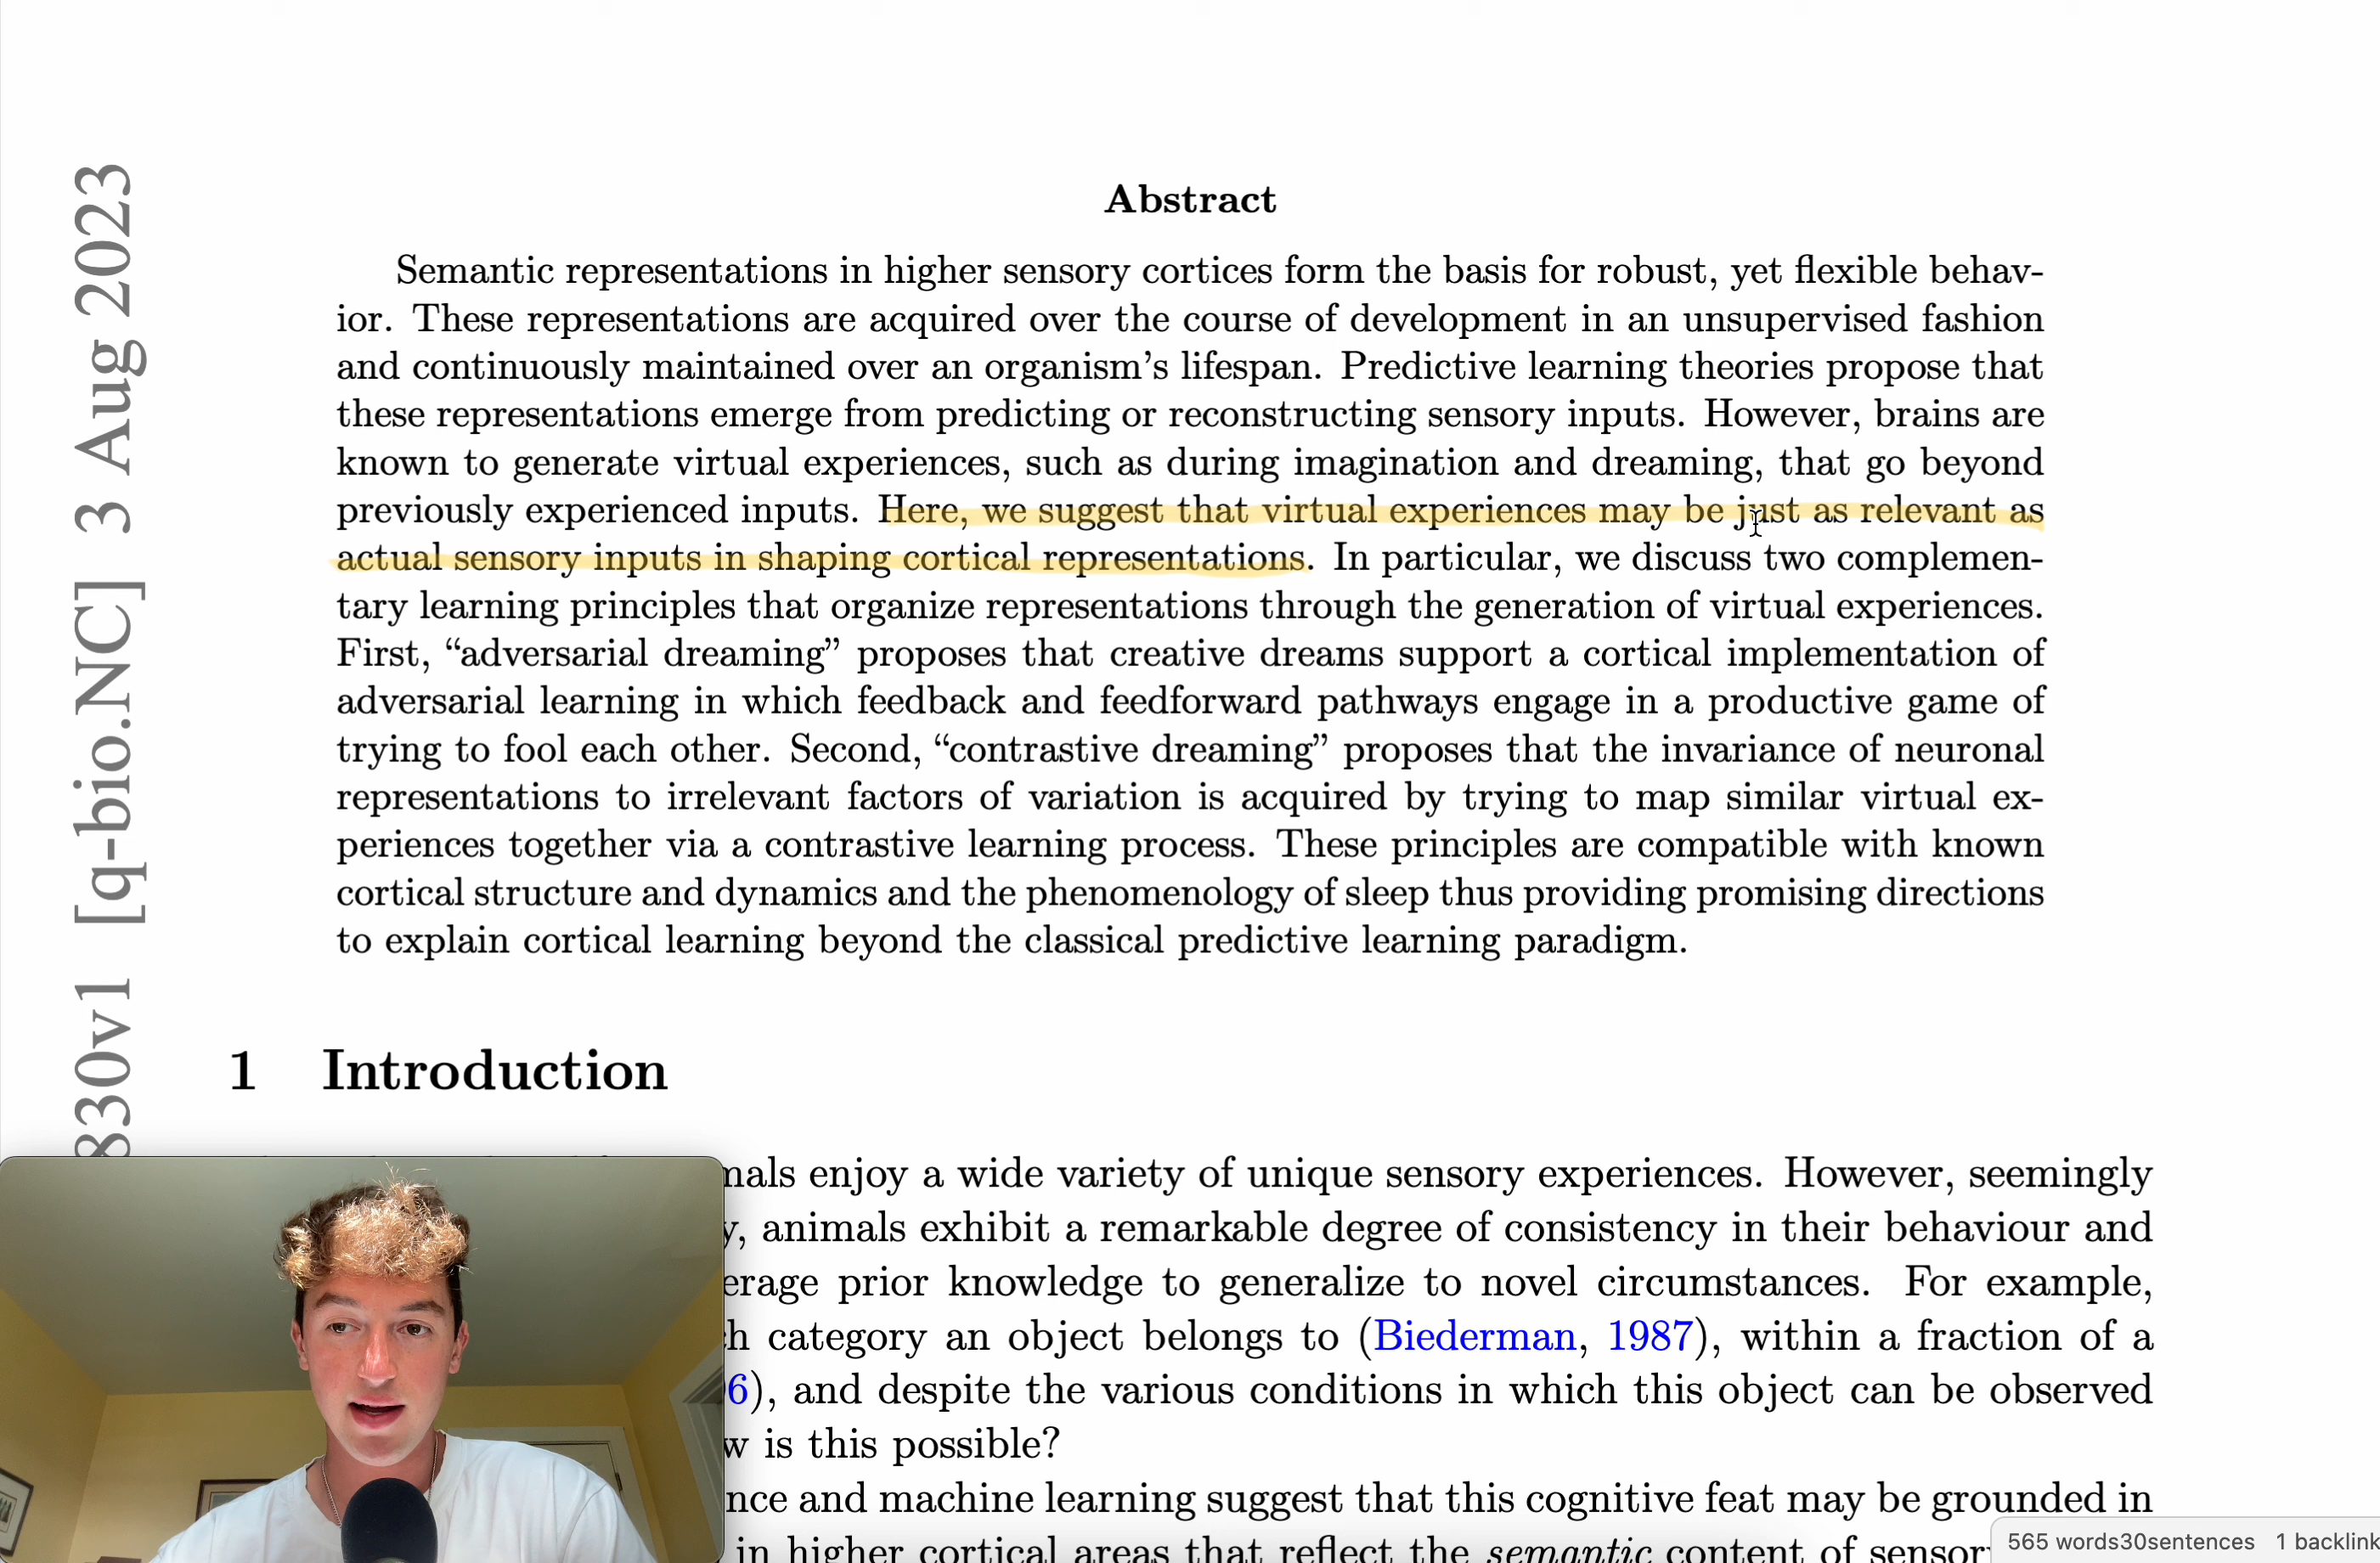 830v1 [q-bio.NC] 3 Aug 2023
Abstract
Semantic representations in higher sensory cortices form the basis for robust, yet flexible behav-
ior. These representations are acquired over the course of development in an unsupervised fashion
and continuously maintained over an organism's lifespan. Predictive learning theories propose that
these representations emerge from predicting or reconstructing sensory inputs. However, brains are
known to generate virtual experiences, such as during imagination and dreaming, that go beyond
previously experienced inputs. Here, we suggest that virtual experiences may be just as relevant as
actual sensory inputs in shaping cortical representations. In particular, we discuss two complemen-
tary learning principles that organize representations through the generation of virtual experiences.
First, “adversarial dreaming” proposes that creative dreams support a cortical implementation of
adversarial learning in which feedback and feedforward pathways engage in a productive game of
trying to fool each other. Second, “contrastive dreaming” proposes that the invariance of neuronal
representations to irrelevant factors of variation is acquired by trying to map similar virtual ex-
periences together via a contrastive learning process. These principles are compatible with known
cortical structure and dynamics and the phenomenology of sleep thus providing promising directions
to explain cortical learning beyond the classical predictive learning paradigm.
1 Introduction
mals enjoy a wide variety of unique sensory experiences. However, seemingly
y, animals exhibit a remarkable degree of consistency in their behaviour and
erage prior knowledge to generalize to novel circumstances. For example,
ch category an object belongs to (Biederman, 1987), within a fraction of a
6), and despite the various conditions in which this object can be observed
w is this possible?
nce and machine learning suggest that this cognitive feat may be grounded in
in higher cortical areas that reflect the semantic content of sensor
565 words30sentences 1 backlink